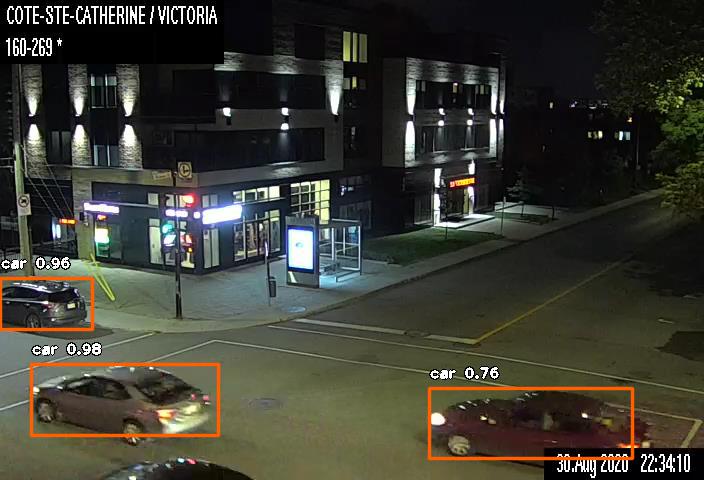 COTE-STE-CATHERINE / VICTORIA
160-269 *
car 0.96
car 0.98
car 0.76
30.Aug 2020 22:34:10